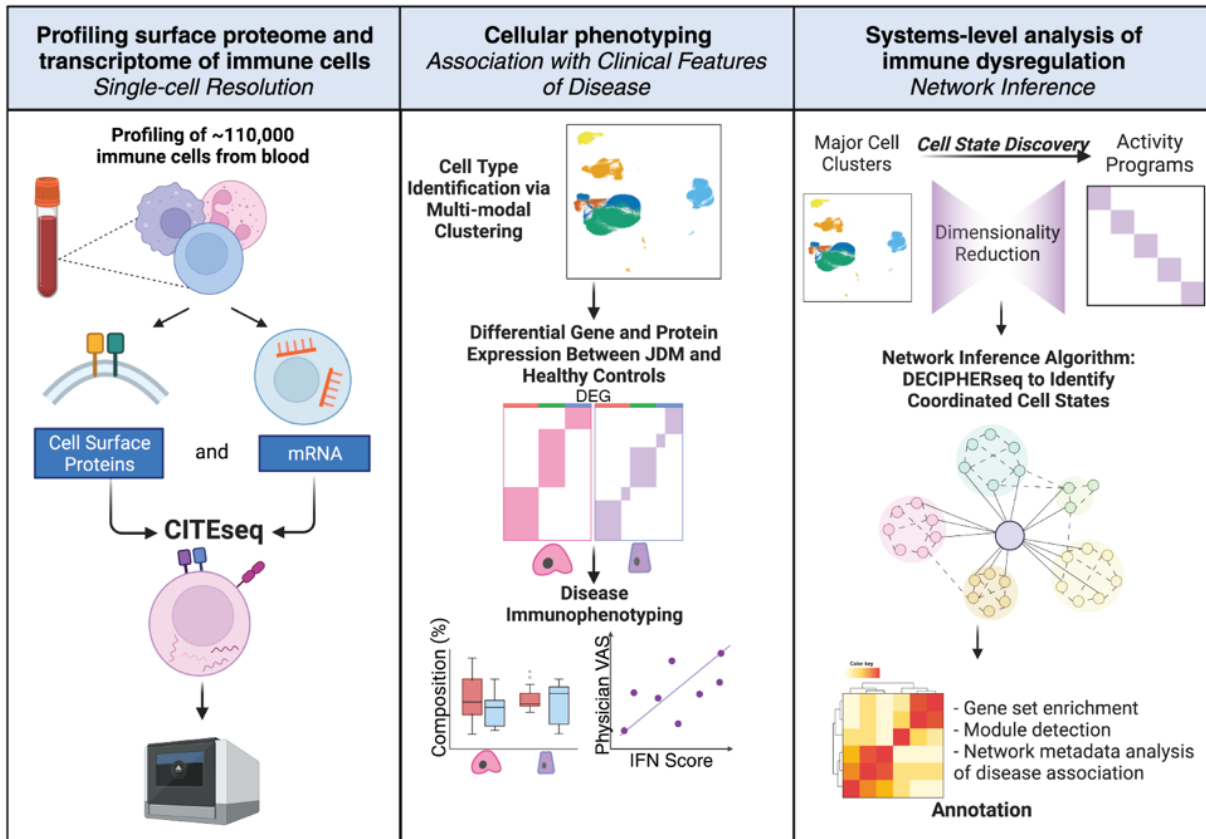 Profiling surface proteome and
transcriptome of immune cells
Single-cell Resolution
Profiling of ~110,000
immune cells from blood
Cell Surface
Proteins
and
mRNA
CITEseq
Cellular phenotyping
Association with Clinical Features
of Disease
Cell Type
Identification via
Multi-modal
Clustering
Differential Gene and Protein
Expression Between JDM and
Healthy Controls
DEG
Disease
Immunophenotyping
Composition (%)
Physician VAS
IFN Score
Systems-level analysis of
immune dysregulation
Network Inference
Major Cell
Clusters
Cell State Discovery
Activity
Programs
Dimensionality
Reduction
Network Inference Algorithm:
DECIPHERseq to Identify
Coordinated Cell States
Color key
- Gene set enrichment
- Module detection
- Network metadata analysis
of disease association
Annotation